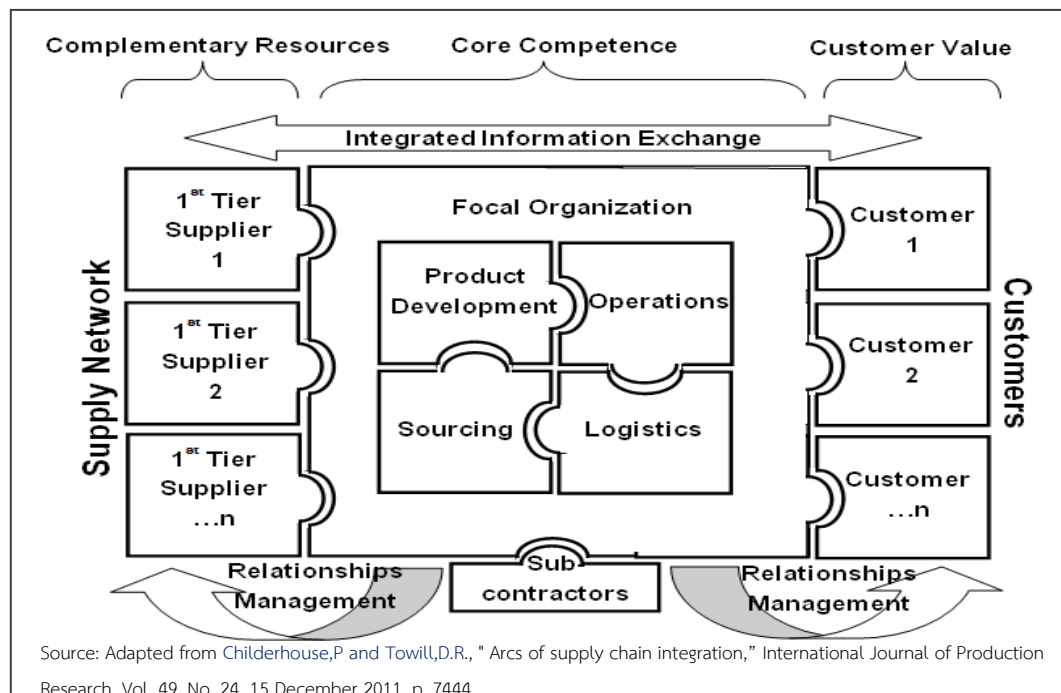 Complementary Resources
Core Competence
Customer Value
Integrated Information Exchange
Supply Network
1st Tier
Supplier
1
1st Tier
Supplier
2
1st Tier
Supplier
...n
Focal Organization
Product
Development
Operations
Sourcing
Logistics
Customer
1
Customer
2
Customer
...n
Customers
Relationships
Management
Sub
contractors
Relationships
Management
Source: Adapted from Childerhouse,P and Towill,D.R., " Arcs of supply chain integration,” International Journal of Production
Research, Vol. 49, No. 24, 15 December 2011, p. 7444